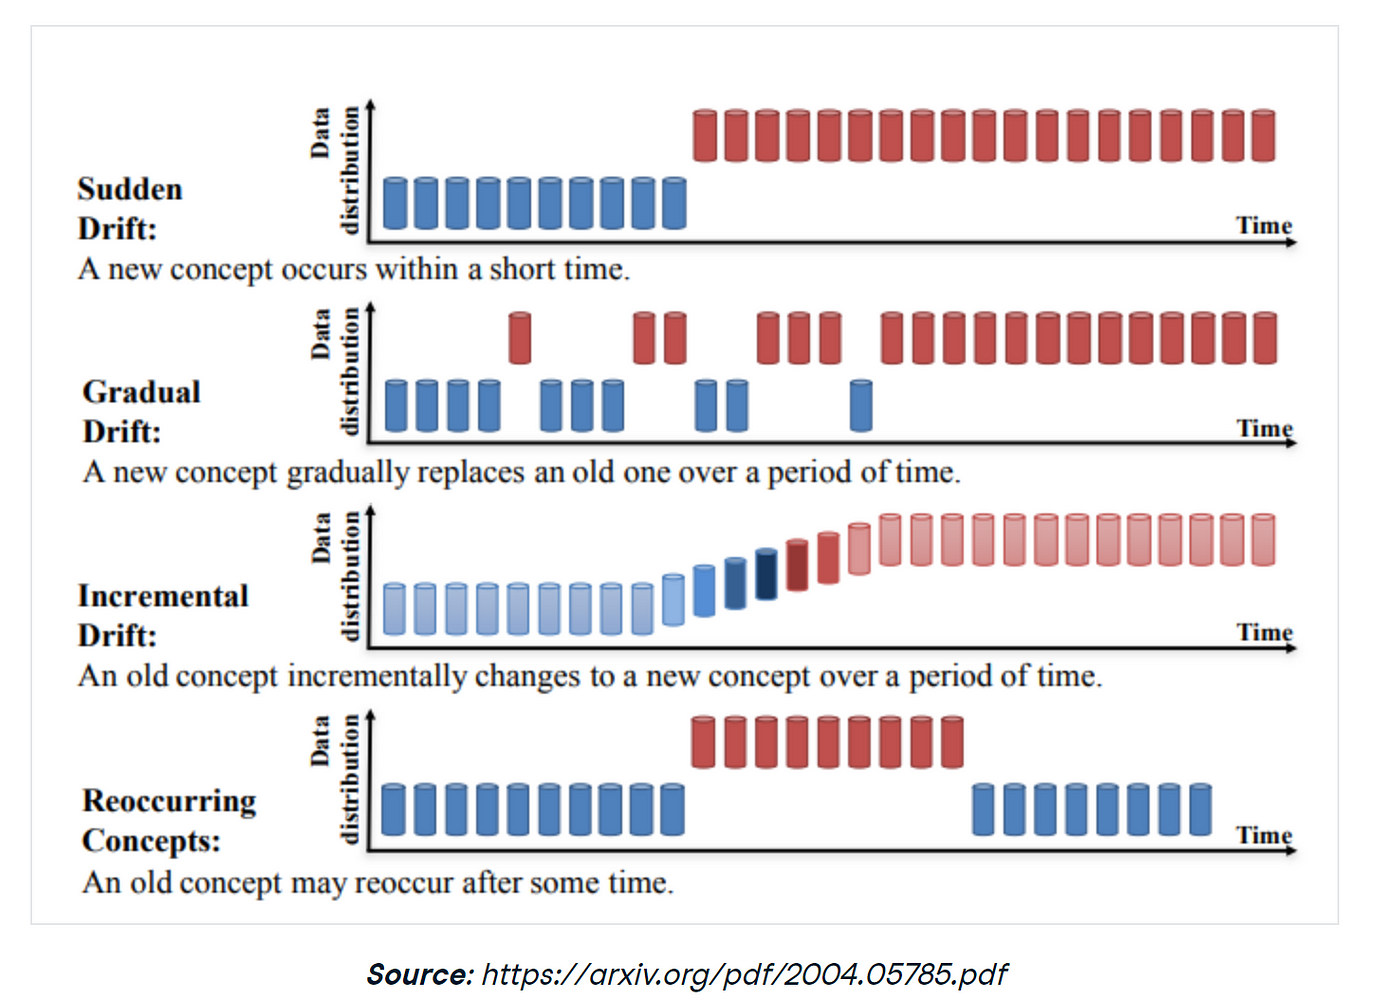 Data
distribution
Sudden
Drift:
Time
A new concept occurs within a short time.
Data
distribution
Gradual
Drift:
Time
A new concept gradually replaces an old one over a period of time.
Data
distribution
Incremental
Drift:
Time
An old concept incrementally changes to a new concept over a period of time.
Data
distribution
Reoccurring
Concepts:
Time
An old concept may reoccur after some time.
Source: https://arxiv.org/pdf/2004.05785.pdf